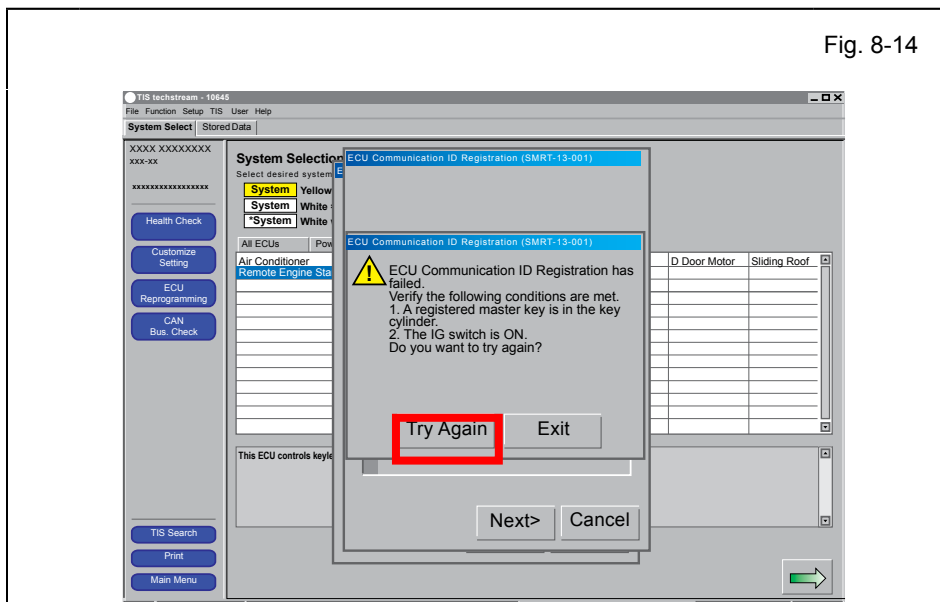 Fig. 8-14
TIS techstream - 10645
File Function Setup TIS User Help
System Select Stored Data
XXXX XXXXXXXX
xxx-xx
xxxxxxxxxxxxxxxxx
Health Check
Customize
Setting
ECU
Reprogramming
CAN
Bus. Check
TIS Search
Print
Main Menu
System Selection
Select desired system
System Yellow
System White
*System White
All ECUs
Air Conditioner
Remote Engine
D Door Motor Sliding Roof
This ECU controls
E
ECU Communication ID Registration (SMRT-13-001)
ECU Communication ID Registration (SMRT-13-001)
ECU Communication ID Registration has
failed.
Verify the following conditions are met.
1. A registered master key is in the key
cylinder.
2. The IG switch is ON.
Do you want to try again?
Try Again Exit
Next> Cancel